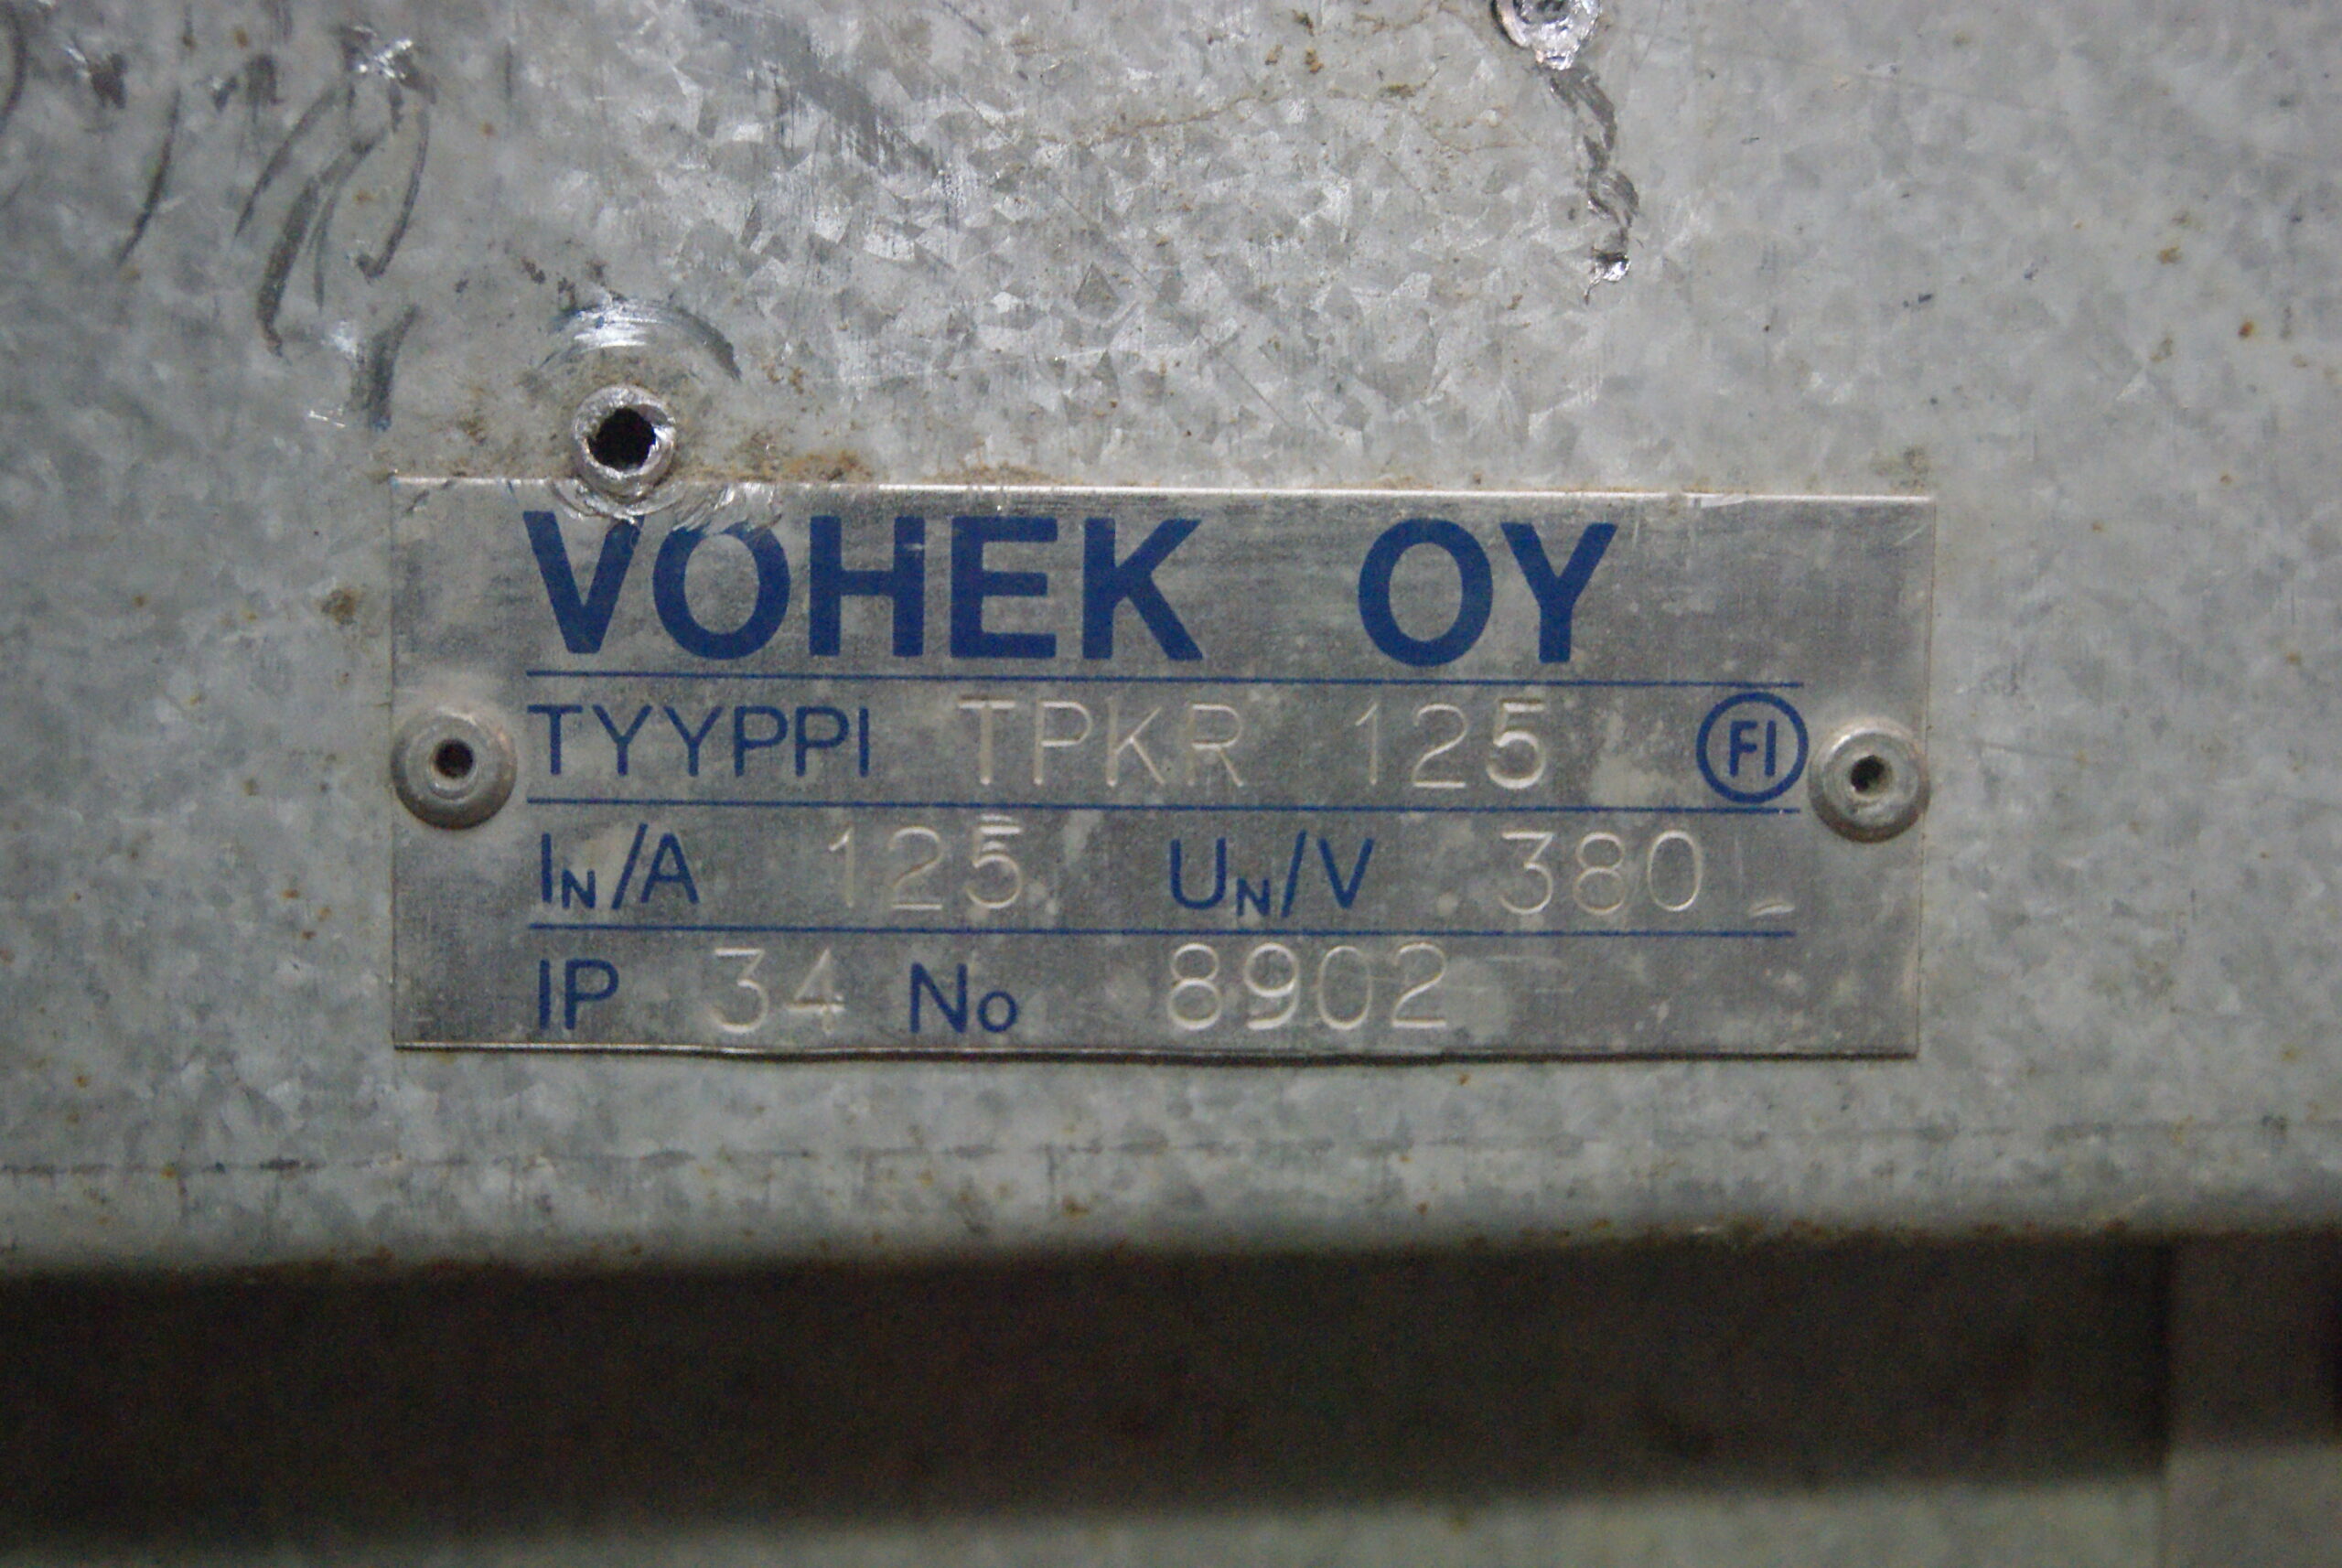 VOHEK OY
TYYPPI TPKR 125 FI
IN/A 125 UN/V 380
IP 34 No 8902